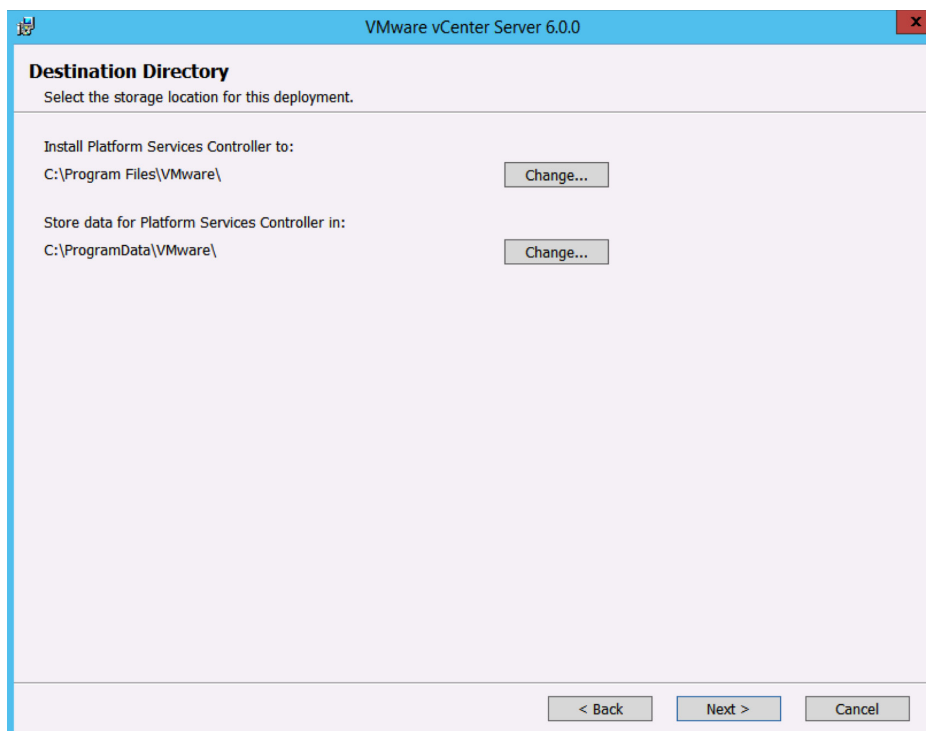 VMware vCenter Server 6.0.0
x
Destination Directory
Select the storage location for this deployment.
Install Platform Services Controller to:
C:\Program Files\VMware\
Change...
Store data for Platform Services Controller in:
C:\ProgramData\VMware\
Change...
< Back
Next >
Cancel